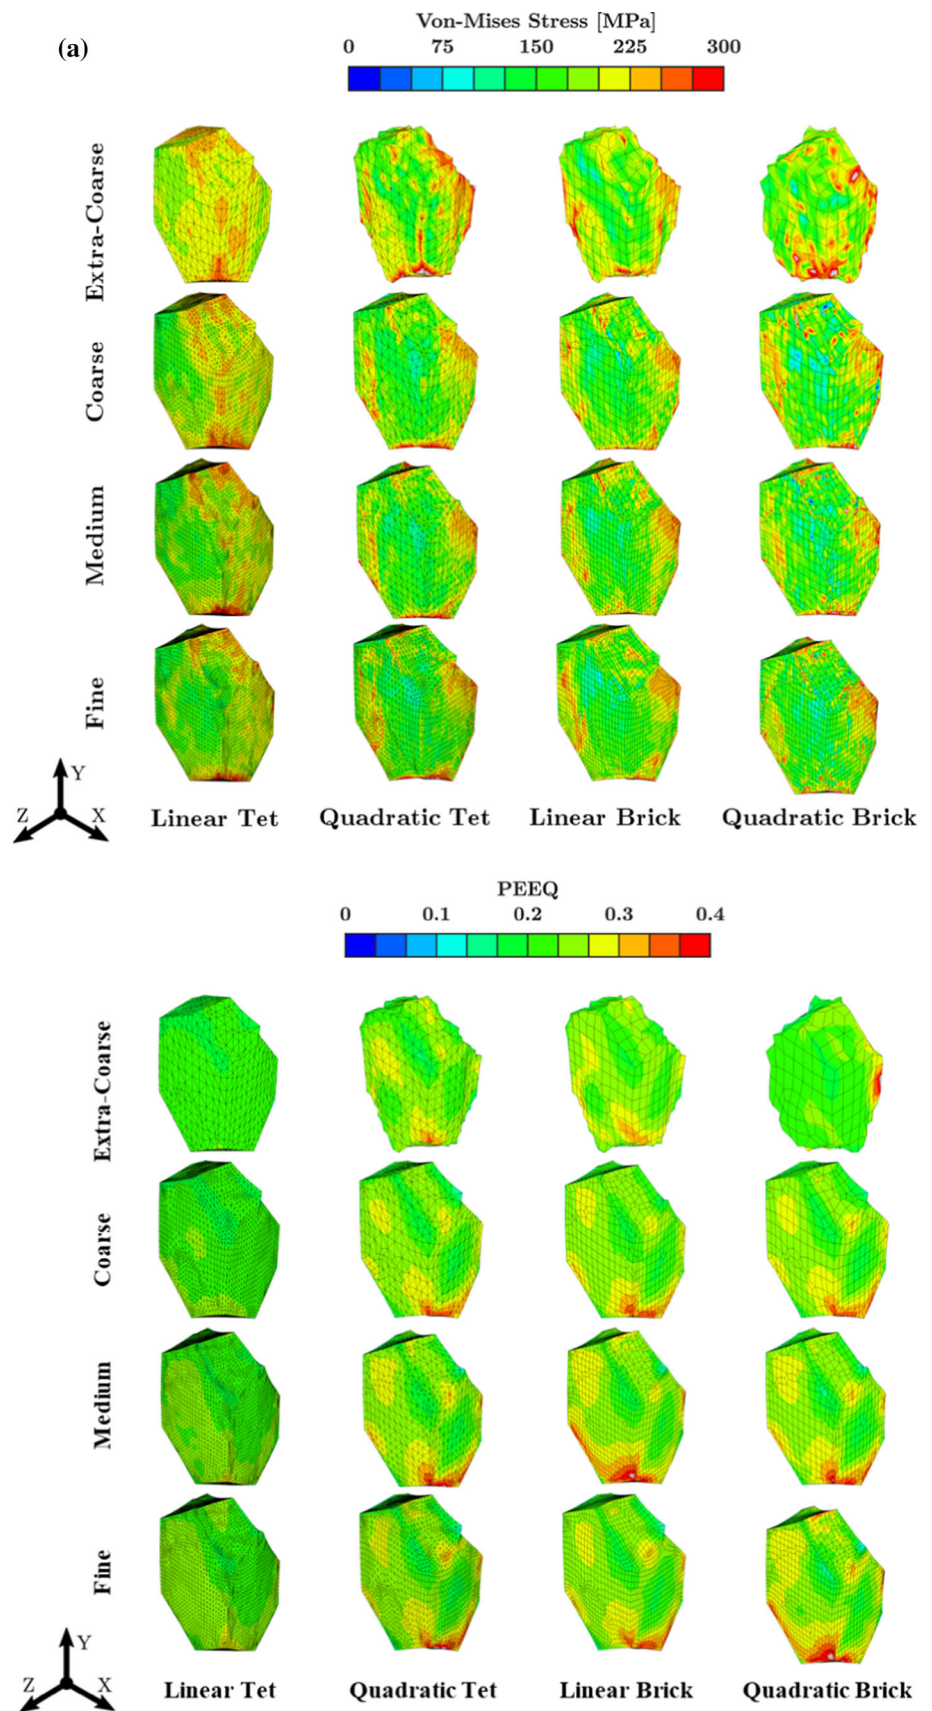 Von-Mises Stress [MPa]
(a)
0 75 150 225 300
Extra-Coarse
Coarse
Medium
Fine
Y
Z X
Linear Tet Quadratic Tet Linear Brick Quadratic Brick
PEEQ
0 0.1 0.2 0.3 0.4
Extra-Coarse
Coarse
Medium
Fine
Y
Z X
Linear Tet Quadratic Tet Linear Brick Quadratic Brick